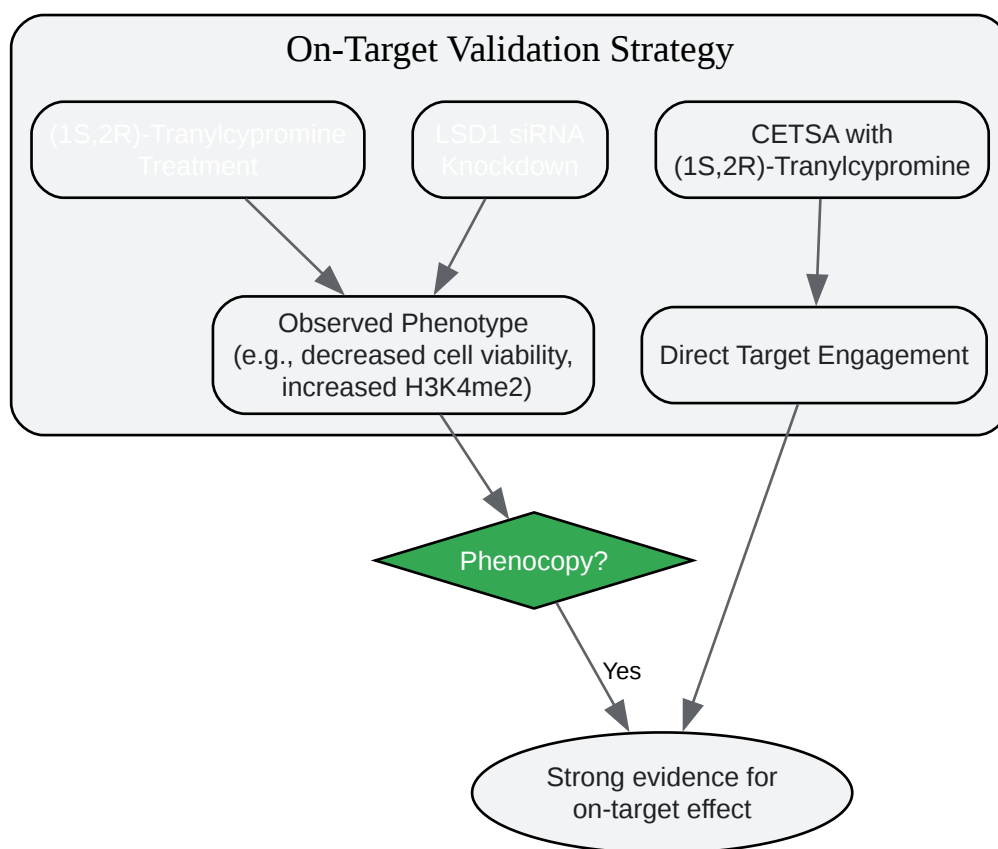 On-Target Validation Strategy
(1S,2R)-Tranylcypromine
Treatment
LSD1 siRNA
Knockdown
CETSA with
(1S,2R)-Tranylcypromine
Observed Phenotype
(e.g., decreased cell viability,
increased H3K4me2)
Direct Target Engagement
Phenocopy?
Yes
Strong evidence for
on-target effect